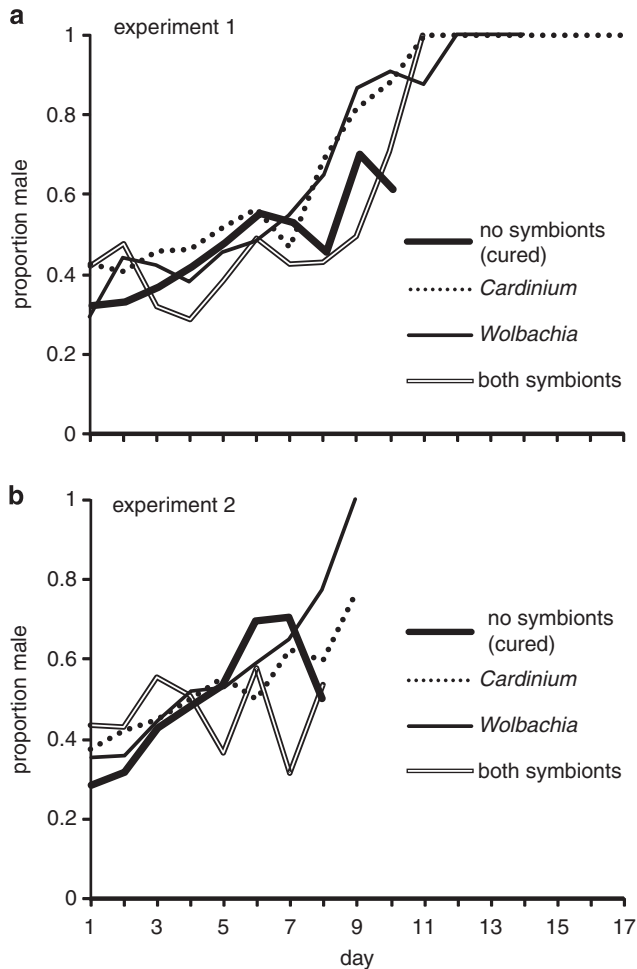 a
experiment 1
1
0.8
0.6
0.4
0.2
0
proportion male
no symbionts
(cured)
Cardinium
Wolbachia
both symbionts
b
experiment 2
1
0.8
0.6
0.4
0.2
0
proportion male
no symbionts
(cured)
Cardinium
Wolbachia
both symbionts
1 3 5 7 9 11 13 15 17
day